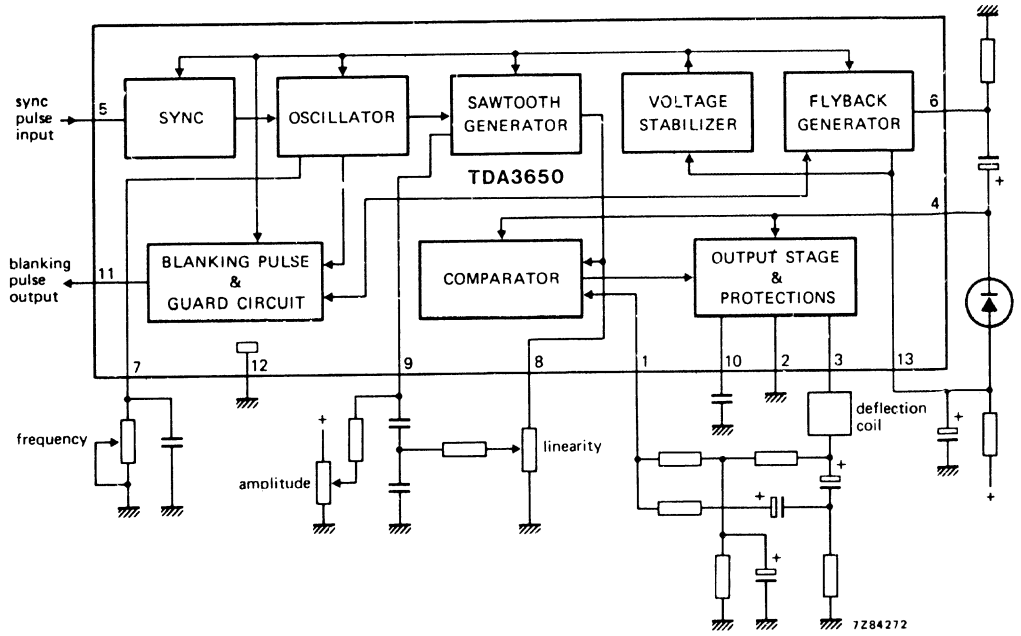 sync
pulse
input
5
SYNC
OSCILLATOR
SAWTOOTH
GENERATOR
VOLTAGE
STABILIZER
FLYBACK
GENERATOR
6
TDA3650
+
4
blanking
pulse
output
11
BLANKING PULSE
&
GUARD CIRCUIT
COMPARATOR
OUTPUT STAGE
&
PROTECTIONS
7
12
9
8
1
10
2
3
13
frequency
+
amplitude
linearity
deflection
coil
+
+
+
+
+
7Z84272